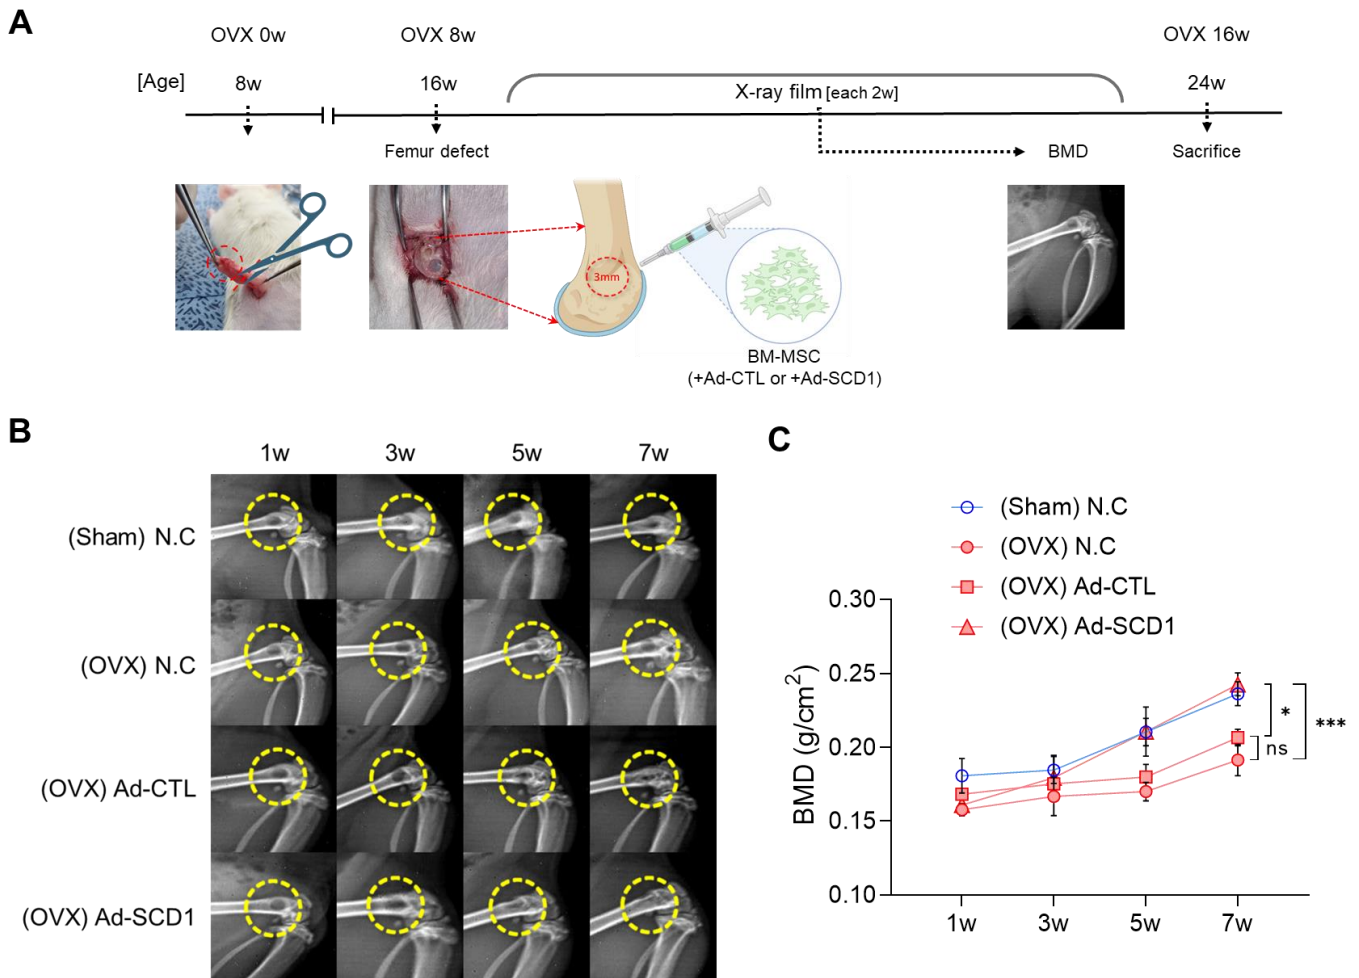 A
OVX 0w
OVX 8w
OVX 16w
[Age]
8w
16w
X-ray film [each 2w]
24w
Femur defect
BMD
Sacrifice
3mm
BM-MSC
(+Ad-CTL or +Ad-SCD1)
B
1w
3w
5w
7w
(Sham) N.C
(OVX) N.C
(OVX) Ad-CTL
(OVX) Ad-SCD1
C
(Sham) N.C
(OVX) N.C
(OVX) Ad-CTL
(OVX) Ad-SCD1
BMD (g/cm²)
0.30
0.25
0.20
0.15
0.10
*
***
ns
1w
3w
5w
7w